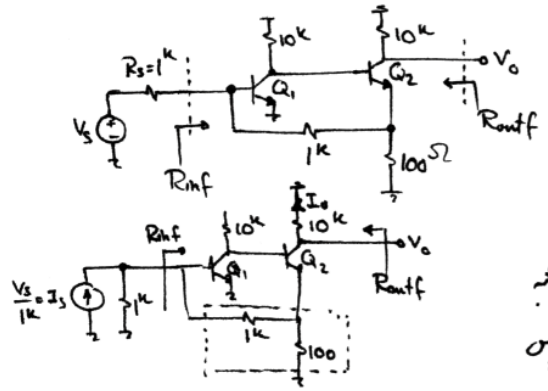 10K
10K
Rs=1K
Q1
Q2
Vo
Vs
Rinf
1K
Routf
100Ω
Io
10K
10K
Rinf
Q1
Q2
Vo
Routf
Vs/1K = Is
1K
1K
100